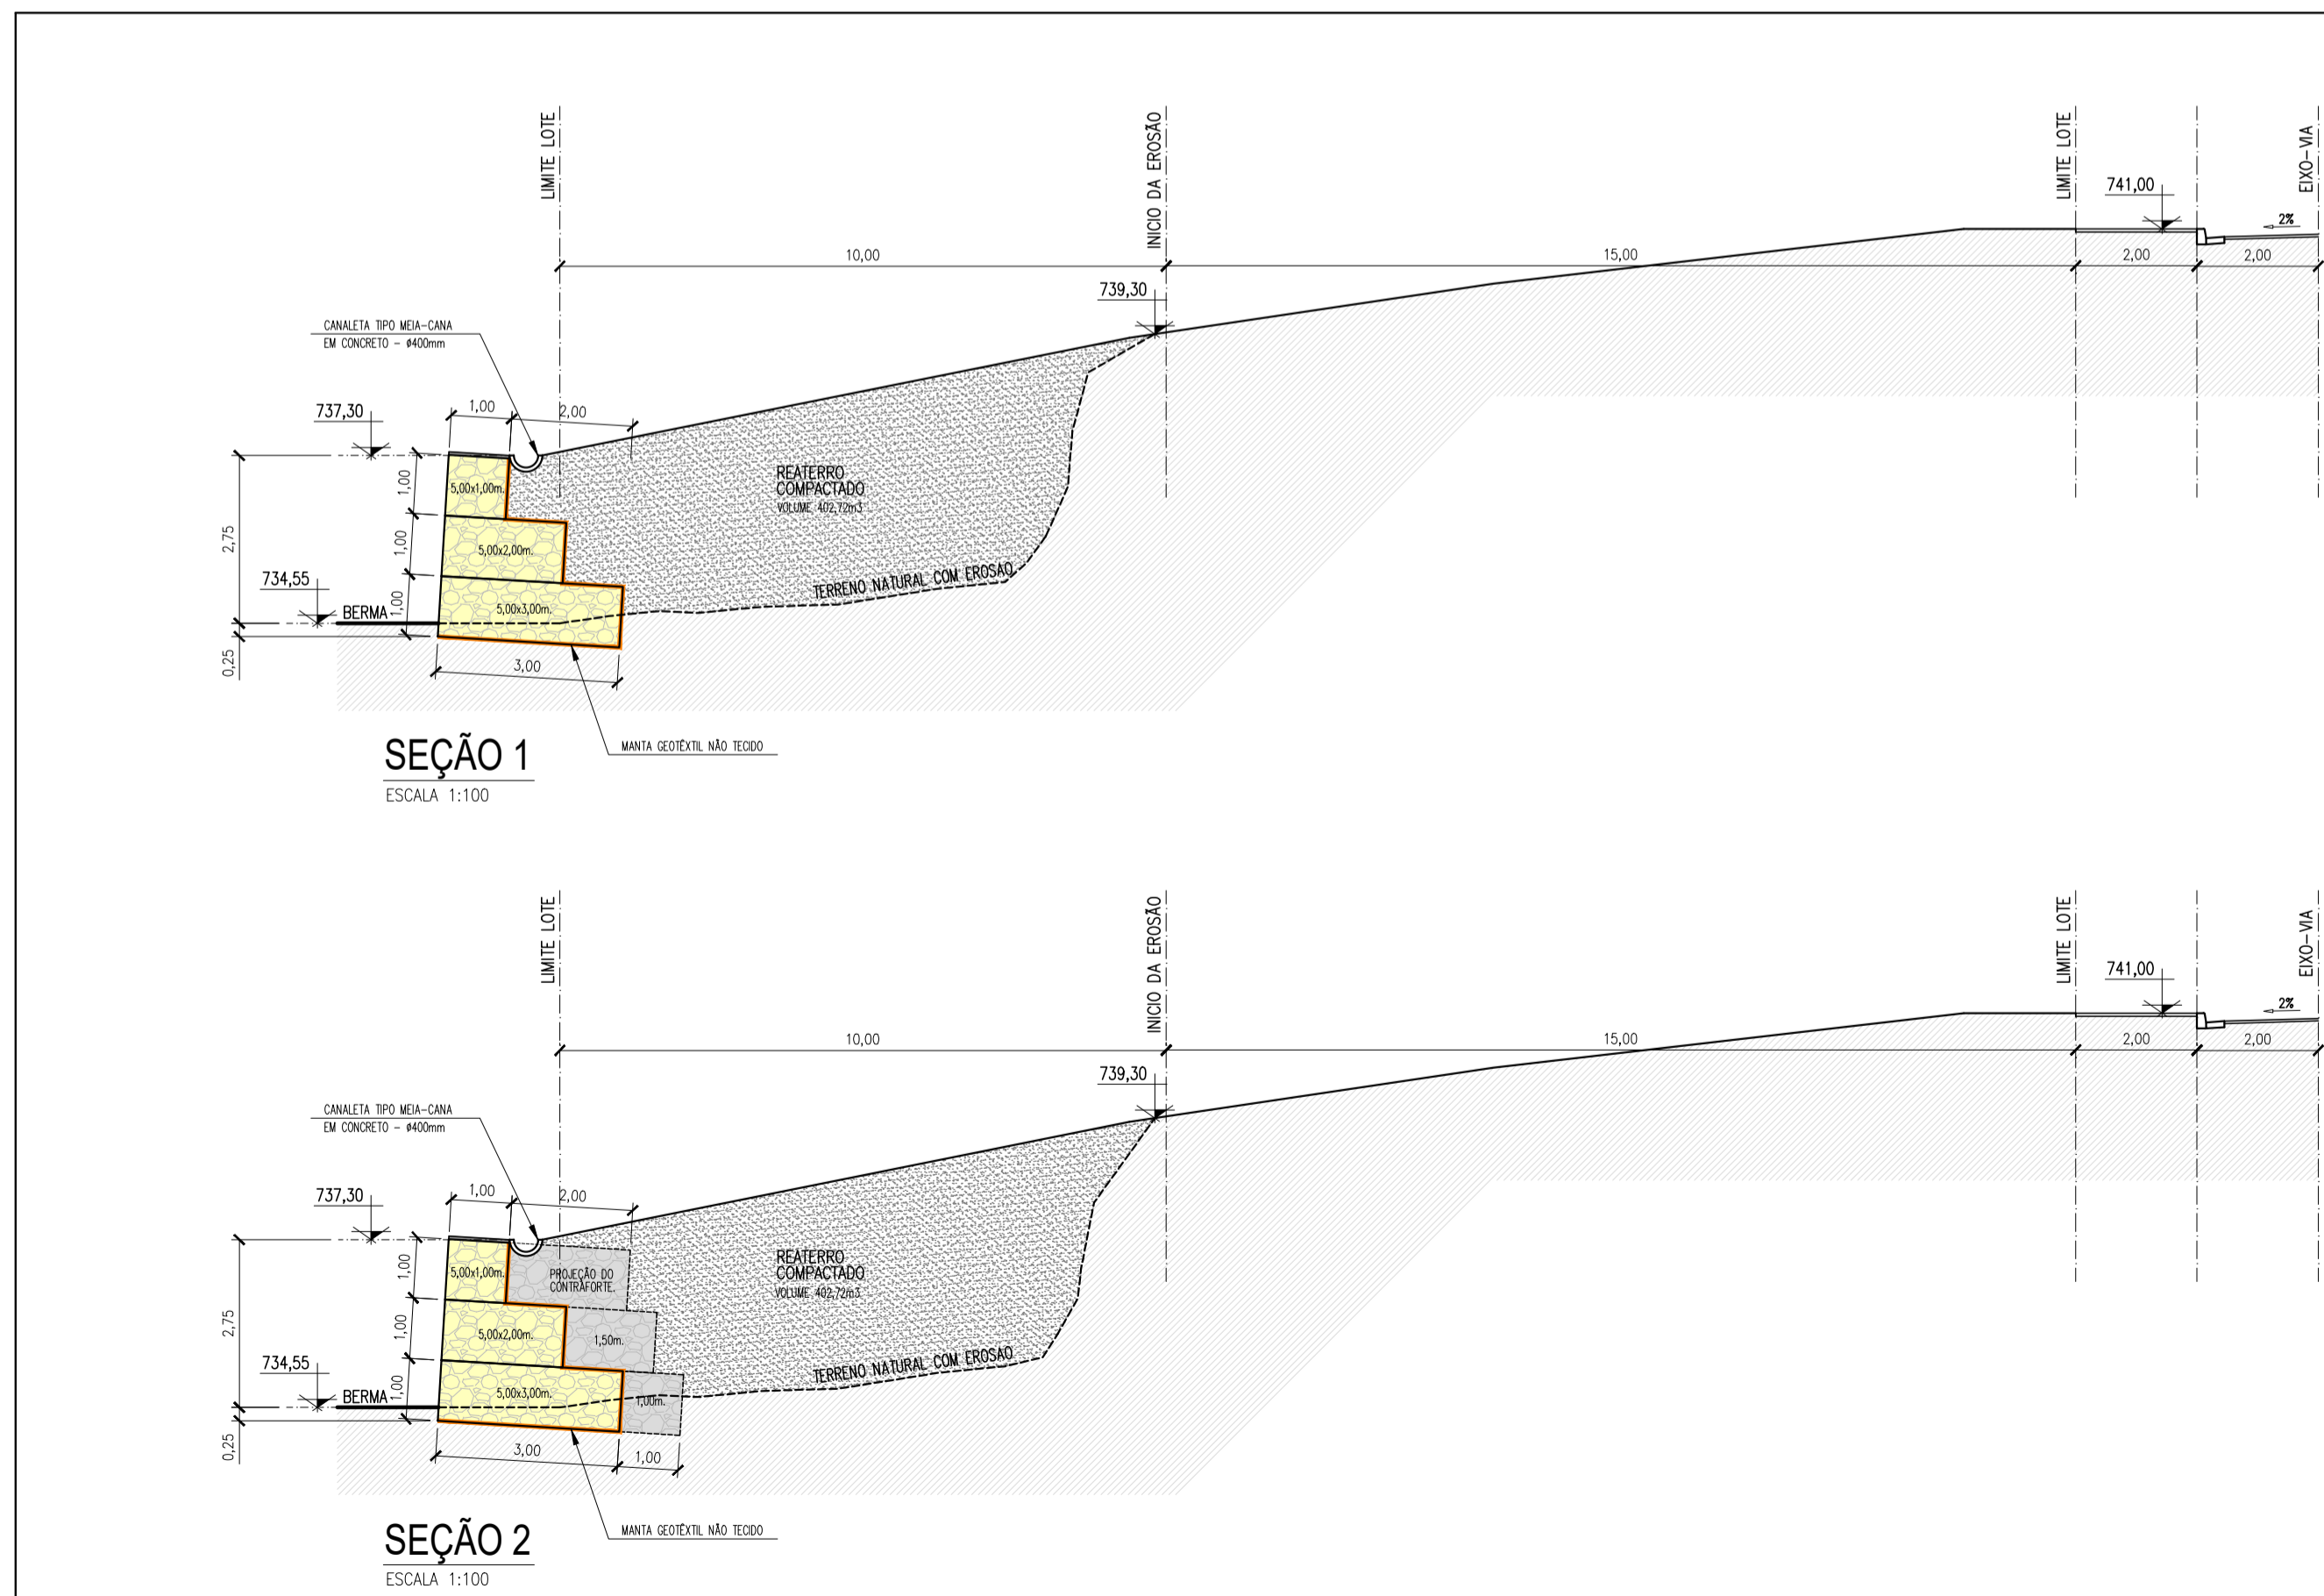 LIMITE LOTE
INICIO DA EROSÃO
LIMITE LOTE
EIXO-VIA
741,00
2%
10,00
15,00
2,00
2,00
739,30
CANALETA TIPO MEIA-CANA
EM CONCRETO - ø400mm
737,30
1,00
2,00
5,00x1,00m.
1,00
REATERRO
COMPACTADO
VOLUME 402,72m3
2,75
1,00
5,00x2,00m.
734,55
TERRENO NATURAL COM EROSÃO
BERMA
1,00
5,00x3,00m.
0,25
3,00
MANTA GEOTÊXTIL NÃO TECIDO
SEÇÃO 1
ESCALA 1:100
LIMITE LOTE
INICIO DA EROSÃO
LIMITE LOTE
EIXO-VIA
741,00
2%
10,00
15,00
2,00
2,00
739,30
CANALETA TIPO MEIA-CANA
EM CONCRETO - ø400mm
737,30
1,00
2,00
5,00x1,00m.
1,00
PROJEÇÃO DO
CONTRAFORTE.
REATERRO
COMPACTADO
VOLUME 402,72m3
2,75
1,00
5,00x2,00m.
1,50m.
734,55
TERRENO NATURAL COM EROSÃO
BERMA
1,00
5,00x3,00m.
1,00m.
0,25
3,00
1,00
MANTA GEOTÊXTIL NÃO TECIDO
SEÇÃO 2
ESCALA 1:100